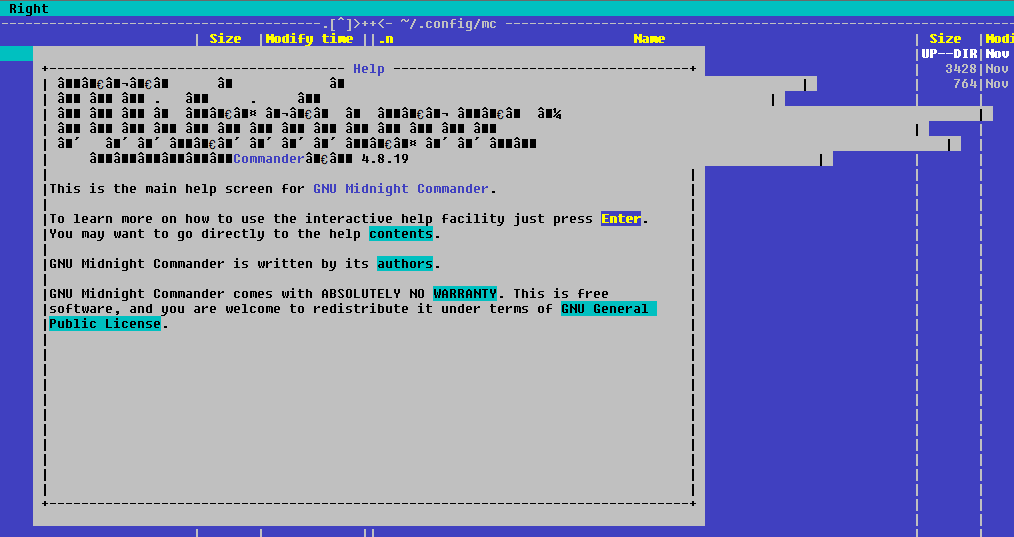 Right
.[^]>++<- ~/.config/mc
Size |Modify time ||.n Name | Size |Modi
UP--DIR|Nov
3428|Nov
764|Nov
Help
Commander 4.8.19
This is the main help screen for GNU Midnight Commander.
To learn more on how to use the interactive help facility just press Enter.
You may want to go directly to the help contents.
GNU Midnight Commander is written by its authors.
GNU Midnight Commander comes with ABSOLUTELY NO WARRANTY. This is free
software, and you are welcome to redistribute it under terms of GNU General
Public License.